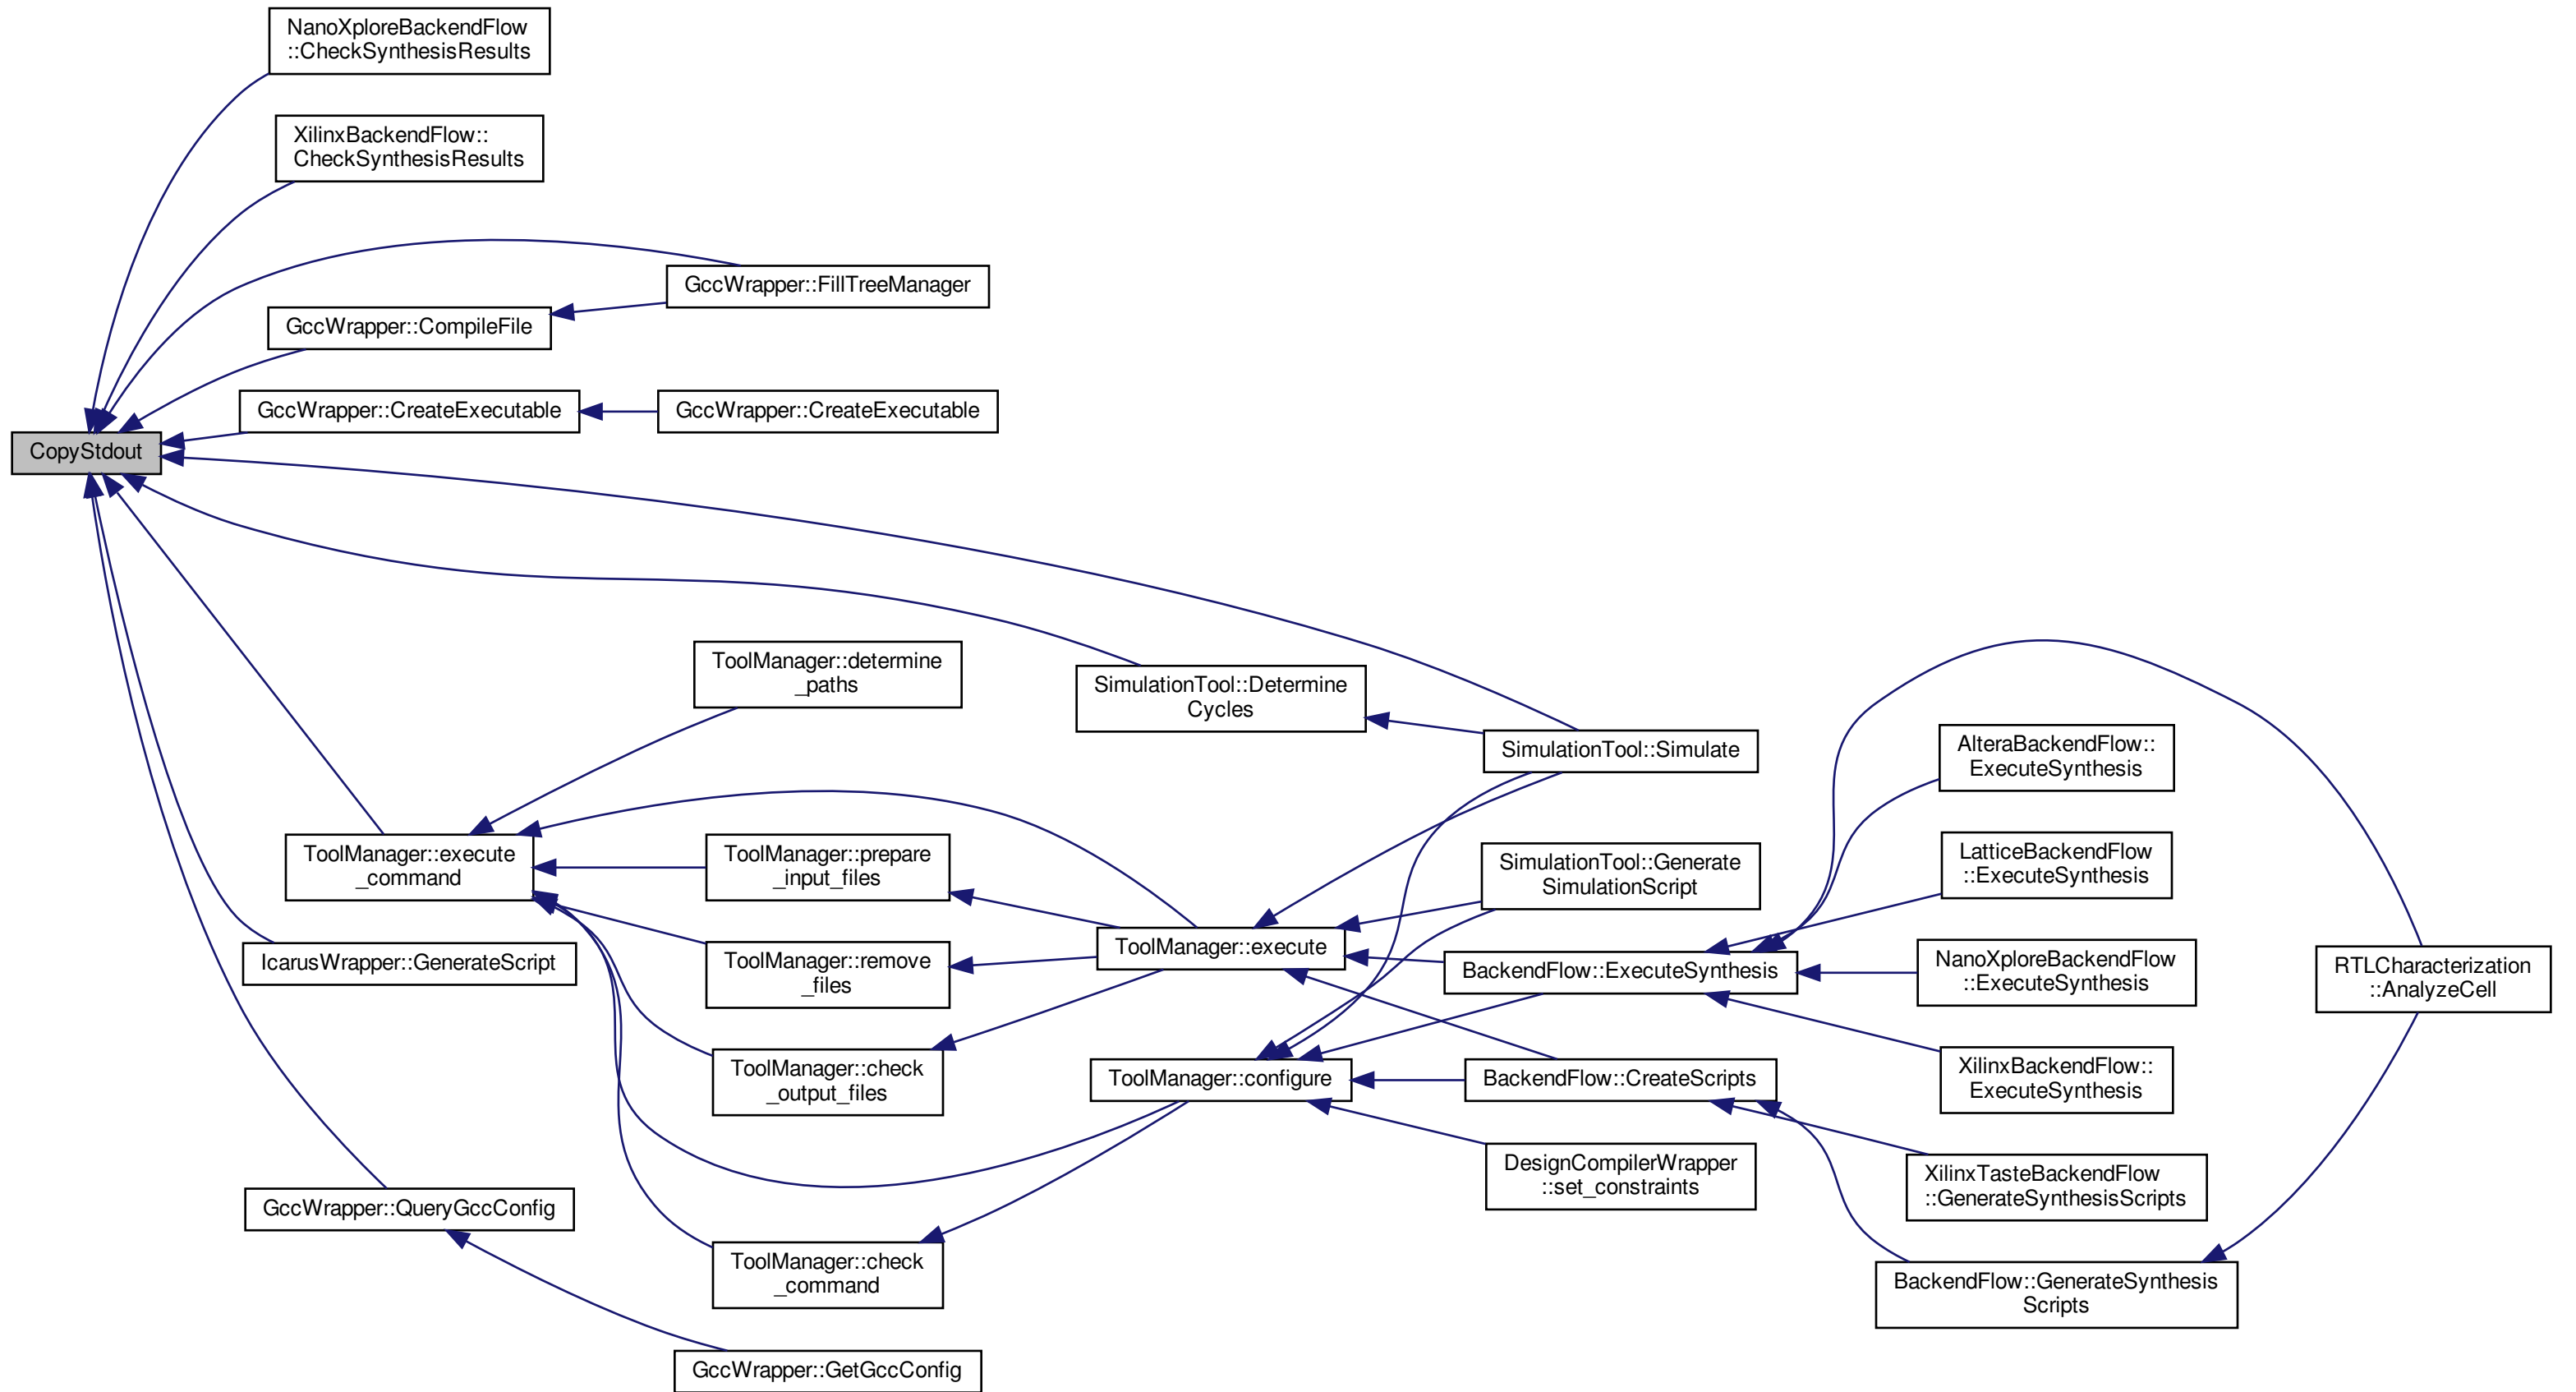 NanoXploreBackendFlow
::CheckSynthesisResults
XilinxBackendFlow::
CheckSynthesisResults
GccWrapper::FillTreeManager
GccWrapper::CompileFile
GccWrapper::CreateExecutable
GccWrapper::CreateExecutable
CopyStdout
ToolManager::determine
_paths
SimulationTool::Determine
Cycles
SimulationTool::Simulate
AlteraBackendFlow::
ExecuteSynthesis
ToolManager::execute
_command
ToolManager::prepare
_input_files
SimulationTool::Generate
SimulationScript
LatticeBackendFlow
::ExecuteSynthesis
IcarusWrapper::GenerateScript
ToolManager::remove
_files
ToolManager::execute
BackendFlow::ExecuteSynthesis
NanoXploreBackendFlow
::ExecuteSynthesis
RTLCharacterization
::AnalyzeCell
ToolManager::check
_output_files
ToolManager::configure
BackendFlow::CreateScripts
XilinxBackendFlow::
ExecuteSynthesis
DesignCompilerWrapper
::set_constraints
XilinxTasteBackendFlow
::GenerateSynthesisScripts
GccWrapper::QueryGccConfig
ToolManager::check
_command
BackendFlow::GenerateSynthesis
Scripts
GccWrapper::GetGccConfig